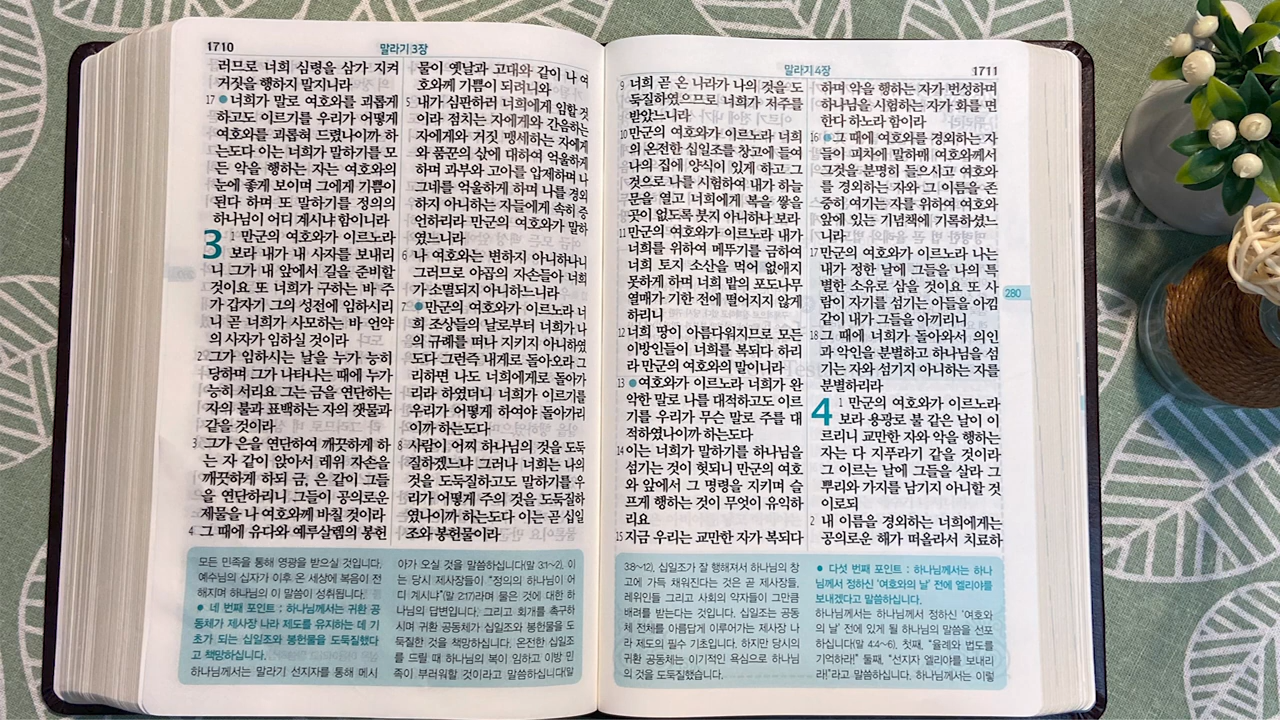 1710
말라기 3장
러므로 너희 심령을 삼가 지켜
거짓을 행하지 말지니라
17 ● 너희가 말로 여호와를 괴롭게
하고도 이르기를 우리가 어떻게
여호와를 괴롭혀 드렸나이까 하
는도다 이는 너희가 말하기를 모
든 악을 행하는 자는 여호와의
눈에 좋게 보이며 그에게 기쁨이
된다 하며 또 말하기를 정의의
하나님이 어디 계시냐 함이니라
3 1 만군의 여호와가 이르노라
보라 내가 내 사자를 보내리
니 그가 내 앞에서 길을 준비할
것이요 또 너희가 구하는 바 주
가 갑자기 그의 성전에 임하시리
니 곧 너희가 사모하는 바 언약
의 사자가 임하실 것이라
2 그가 임하시는 날을 누가 능히
당하며 그가 나타나는 때에 누가
능히 서리요 그는 금을 연단하는
자의 불과 표백하는 자의 잿물과
같을 것이라
3 그가 은을 연단하여 깨끗하게 하
는 자 같이 앉아서 레위 자손을
깨끗하게 하되 금, 은 같이 그들
을 연단하리니 그들이 공의로운
제물을 나 여호와께 바칠 것이라
4 그 때에 유다와 예루살렘의 봉헌
물이 옛날과 고대와 같이 나 여
호와께 기쁨이 되려니와
5 내가 심판하러 너희에게 임할 것
이라 점치는 자에게와 간음하는
자에게와 거짓 맹세하는 자에게
와 품꾼의 삯에 대하여 억울하게
하며 과부와 고아를 압제하며 나
그네를 억울하게 하며 나를 경외
하지 아니하는 자들에게 속히 증
언하리라 만군의 여호와가 말하
였느니라
6 나 여호와는 변하지 아니하나니
그러므로 야곱의 자손들아 너희
가 소멸되지 아니하느니라
7 ● 만군의 여호와가 이르노라 너
희 조상들의 날로부터 너희가 나
의 규례를 떠나 지키지 아니하였
도다 그런즉 내게로 돌아오라 그
리하면 나도 너희에게로 돌아가
리라 하였더니 너희가 이르기를
우리가 어떻게 하여야 돌아가리
이까 하는도다
8 사람이 어찌 하나님의 것을 도둑
질하겠느냐 그러나 너희는 나의
것을 도둑질하고도 말하기를 우
리가 어떻게 주의 것을 도둑질하
였나이까 하는도다 이는 곧 십일
조와 봉헌물이라
모든 민족을 통해 영광을 받으실 것입니다.
예수님의 십자가 이후 온 세상에 복음이 전
해지며 하나님의 이 말씀이 성취됩니다.
● 네 번째 포인트 : 하나님께서는 귀환 공
동체가 제사장 나라 제도를 유지하는 데 기
초가 되는 십일조와 봉헌물을 도둑질했다
고 책망하십니다.
하나님께서는 말라기 선지자를 통해 메시
아가 오실 것을 말씀하십니다(말 3:1~2). 이
는 당시 제사장들이 "정의의 하나님이 어
디 계시냐"(말 2:17)라며 물은 것에 대한 하
나님의 답변입니다. 그리고 회개를 촉구하
시며 귀환 공동체가 십일조와 봉헌물을 도
둑질한 것을 책망하십니다. 온전한 십일조
를 드릴 때 하나님의 복이 임하고 이방 민
족이 부러워할 것이라고 말씀하십니다(말
말라기 4장
1711
9 너희 곧 온 나라가 나의 것을 도
둑질하였으므로 너희가 저주를
받았느니라
10 만군의 여호와가 이르노라 너희
의 온전한 십일조를 창고에 들여
나의 집에 양식이 있게 하고 그
것으로 나를 시험하여 내가 하늘
문을 열고 너희에게 복을 쌓을
곳이 없도록 붓지 아니하나 보라
11 만군의 여호와가 이르노라 내가
너희를 위하여 메뚜기를 금하여
너희 토지 소산을 먹어 없애지
못하게 하며 너희 밭의 포도나무
열매가 기한 전에 떨어지지 않게
하리니
12 너희 땅이 아름다워지므로 모든
이방인들이 너희를 복되다 하리
라 만군의 여호와의 말이니라
13 ● 여호와가 이르노라 너희가 완
악한 말로 나를 대적하고도 이르
기를 우리가 무슨 말로 주를 대
적하였나이까 하는도다
14 이는 너희가 말하기를 하나님을
섬기는 것이 헛되니 만군의 여호
와 앞에서 그 명령을 지키며 슬
프게 행하는 것이 무엇이 유익하
리요
15 지금 우리는 교만한 자가 복되다
하며 악을 행하는 자가 번성하며
하나님을 시험하는 자가 화를 면
한다 하노라 함이라
16 ● 그 때에 여호와를 경외하는 자
들이 피차에 말하매 여호와께서
그것을 분명히 들으시고 여호와
를 경외하는 자와 그 이름을 존
중히 여기는 자를 위하여 여호와
앞에 있는 기념책에 기록하셨느
니라
17 만군의 여호와가 이르노라 나는
내가 정한 날에 그들을 나의 특
별한 소유로 삼을 것이요 또 사
람이 자기를 섬기는 아들을 아낌
같이 내가 그들을 아끼리니
18 그 때에 너희가 돌아와서 의인
과 악인을 분별하고 하나님을 섬
기는 자와 섬기지 아니하는 자를
분별하리라
4 1 만군의 여호와가 이르노라
보라 용광로 불 같은 날이 이
르리니 교만한 자와 악을 행하는
자는 다 지푸라기 같을 것이라
그 이르는 날에 그들을 살라 그
뿌리와 가지를 남기지 아니할 것
이로되
2 내 이름을 경외하는 너희에게는
공의로운 해가 떠올라서 치료하
280
3:8~12). 십일조가 잘 행해져서 하나님의 창
고에 가득 채워진다는 것은 곧 제사장들,
레위인들 그리고 사회의 약자들이 그만큼
배려를 받는다는 것입니다. 십일조는 공동
체 전체를 아름답게 이루어가는 제사장 나
라 제도의 필수 기초입니다. 하지만 당시의
귀환 공동체는 이기적인 욕심으로 하나님
의 것을 도둑질했습니다.
● 다섯 번째 포인트 : 하나님께서는 하나
님께서 정하신 '여호와의 날' 전에 엘리야를
보내겠다고 말씀하십니다.
하나님께서는 하나님께서 정하신 '여호와
의 날' 전에 있게 될 하나님의 말씀을 선포
하십니다(말 4:4~6). 첫째, "율례와 법도를
기억하라!" 둘째, "선지자 엘리야를 보내리
라!"라고 말씀하십니다. 하나님께서는 이렇